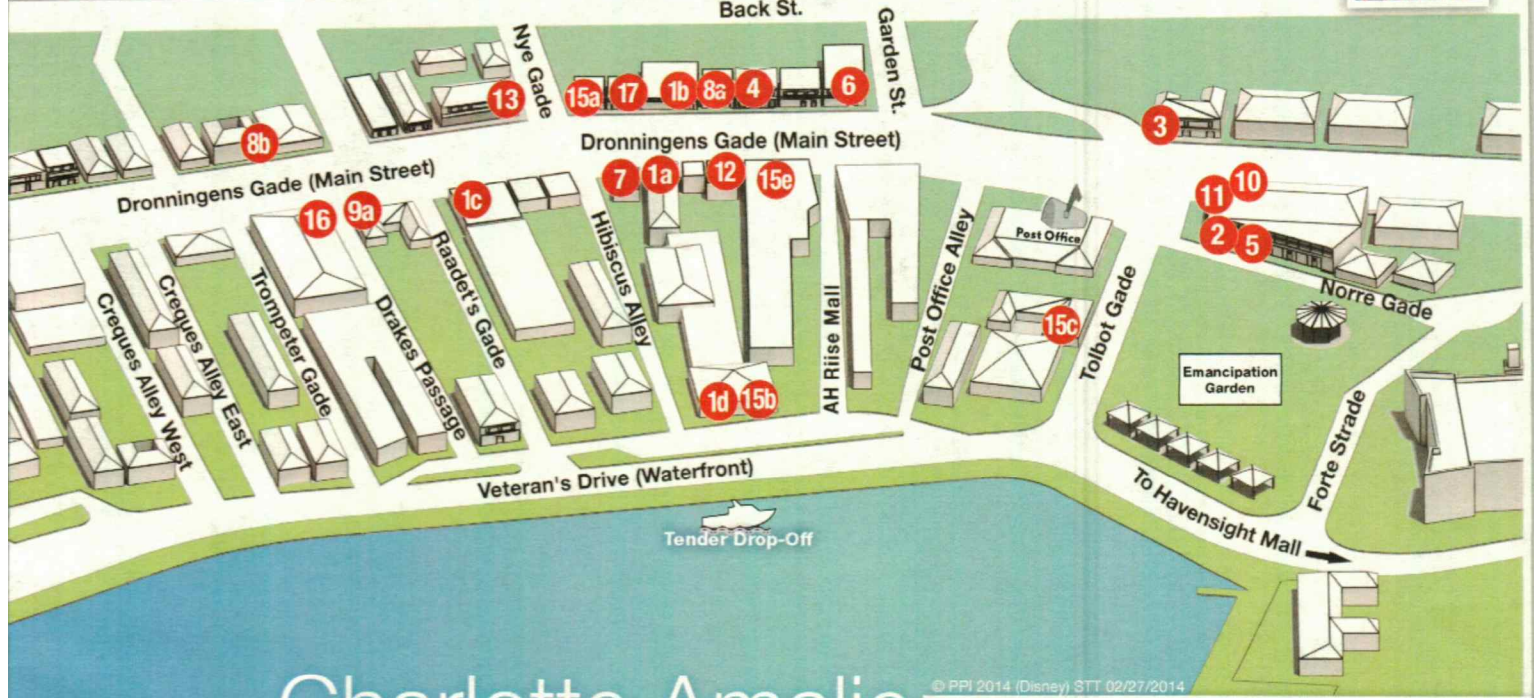 Back St.
Nye Gade
Garden St.
15a
17
1b
8a
4
6
13
3
8b
Dronningens Gade (Main Street)
Dronningens Gade (Main Street)
7
1a
12
15e
11
10
16
9a
1c
2
5
Post Office
Creques Alley West
Creques Alley East
Trompeter Gade
Drakes Passage
Raadet's Gade
Hibiscus Alley
AH Riise Mall
Post Office Alley
15c
Tolbot Gade
Norre Gade
Emancipation
Garden
Forte Strade
1d
15b
Veteran's Drive (Waterfront)
To Havensight Mall
Tender Drop-Off
Charlotte Amalie
© PPI 2014 (Disney) STT 02/27/2014